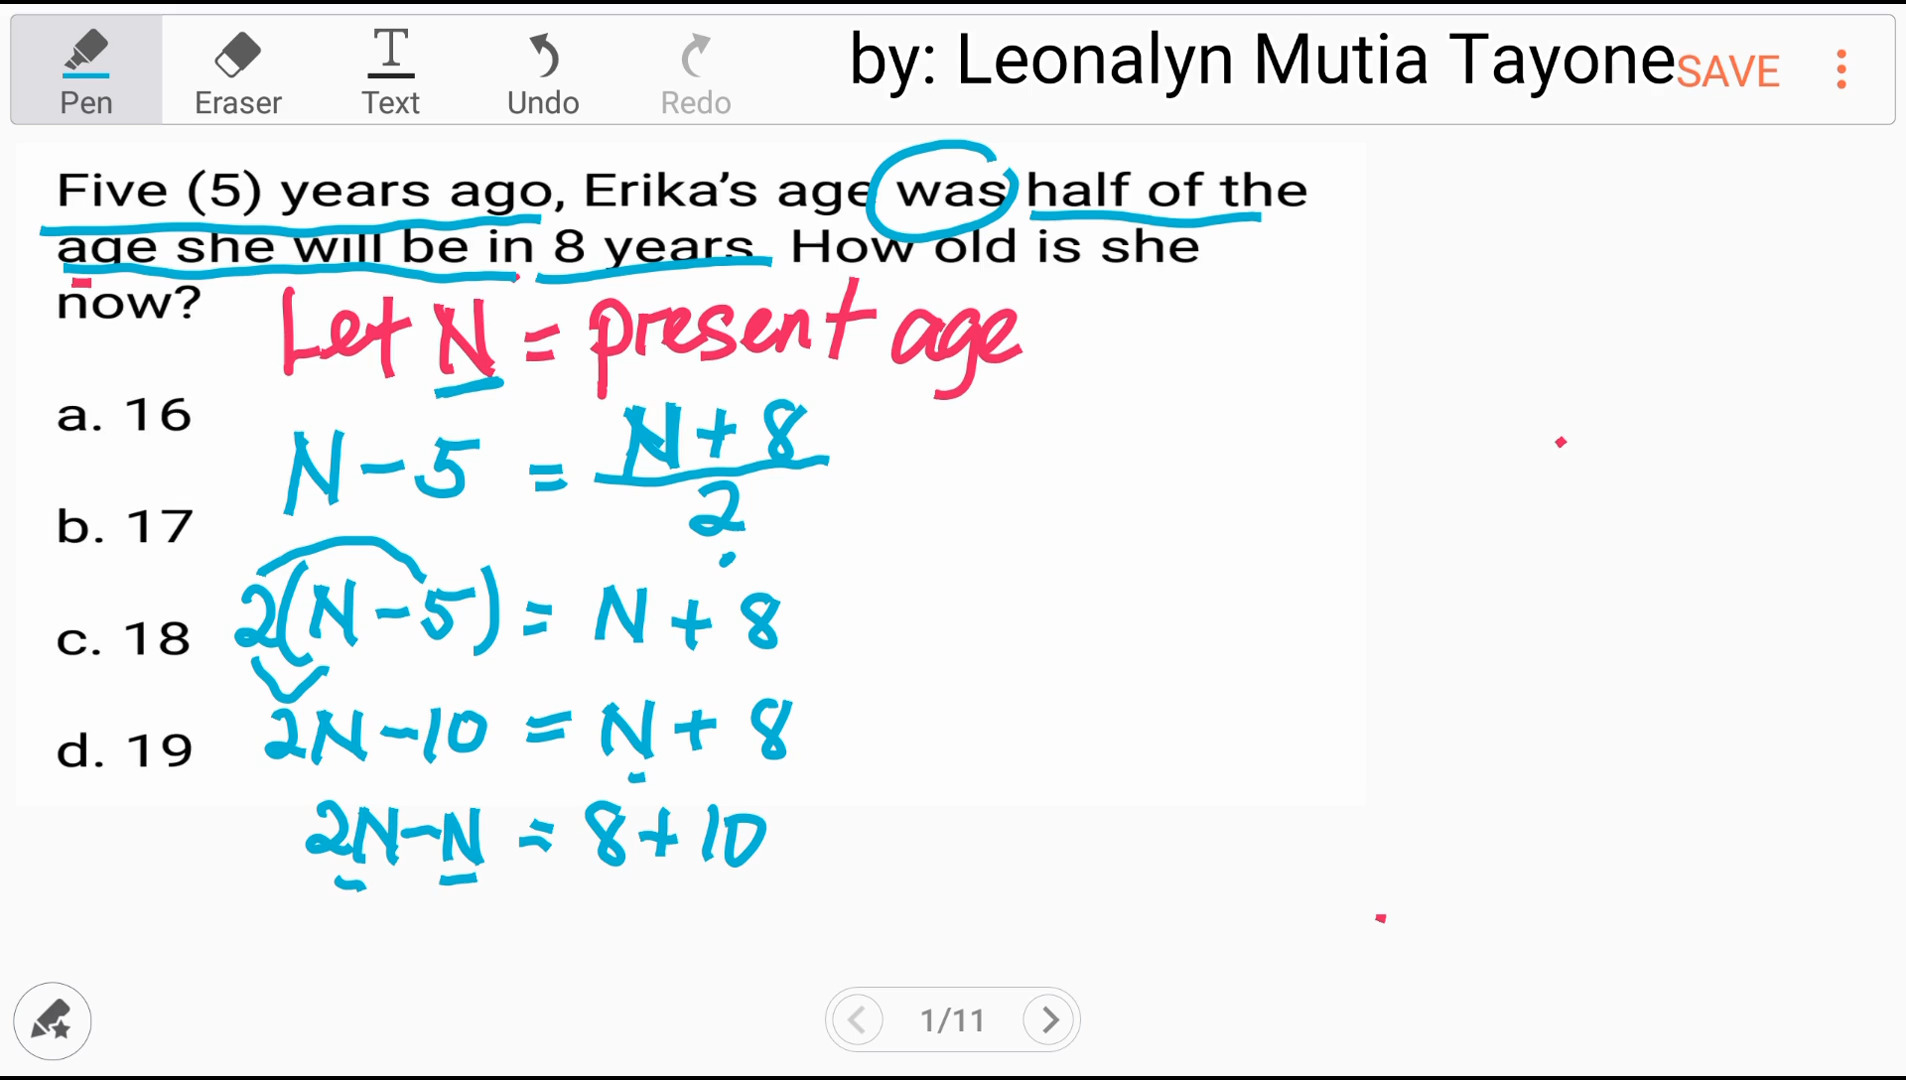 Pen Eraser Text Undo Redo by: Leonalyn Mutia Tayone SAVE
Five (5) years ago, Erika's age was half of the
age she will be in 8 years. How old is she
now?
Let N = present age
a. 16
N - 5 = N + 8
2
b. 17
2(N - 5) = N + 8
c. 18
2N - 10 = N + 8
d. 19
2N - N = 8 + 10
1/11